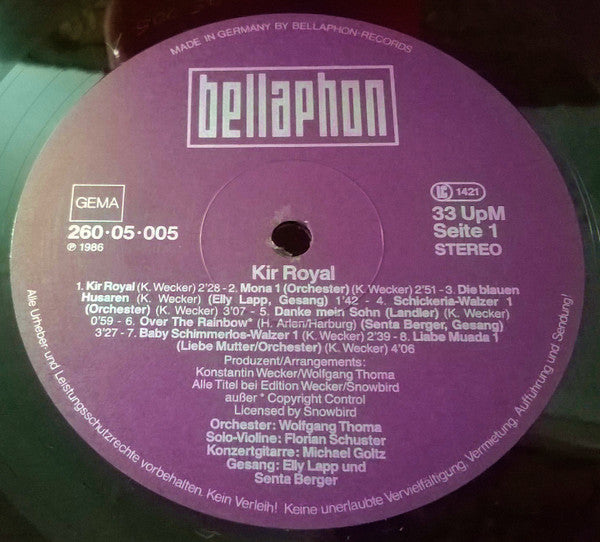 MADE IN GERMANY BY BELLAPHON-RECORDS
bellaphon
GEMA
260·05·005
℗ 1986
LC 1421
33 UpM
Seite 1
STEREO
Kir Royal
1. Kir Royal (K. Wecker) 2'28 - 2. Mona 1 (Orchester) (K. Wecker) 2'51 - 3. Die blauen
Husaren (K. Wecker) (Elly Lapp, Gesang) 1'42 - 4. Schickeria-Walzer 1
(Orchester) (K. Wecker) 3'07 - 5. Danke mein Sohn (Landler) (K. Wecker)
0'59 - 6. Over The Rainbow* (H. Arlen/Harburg) (Senta Berger, Gesang)
3'27 - 7. Baby Schimmerlos-Walzer 1 (K. Wecker) 2'39 - 8. Liabe Muada 1
(Liebe Mutter/Orchester) (K. Wecker) 4'06
Produzent/Arrangements:
Konstantin Wecker/Wolfgang Thoma
Alle Titel bei Edition Wecker/Snowbird
außer * Copyright Control
Licensed by Snowbird
Orchester: Wolfgang Thoma
Solo-Violine: Florian Schuster
Konzertgitarre: Michael Goltz
Gesang: Elly Lapp und
Senta Berger
Alle Urheber und Leistungsschutzrechte vorbehalten. Kein Verleih! Keine unerlaubte Vervielfältigung, Vermietung, Aufführung und Sendung!